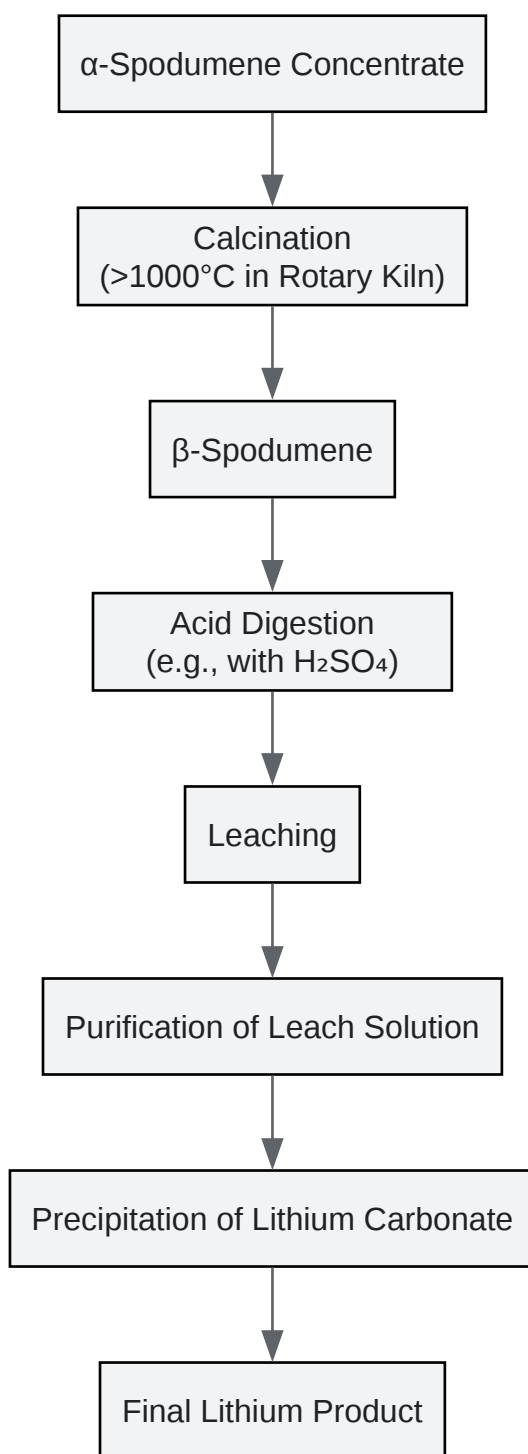 α-Spodumene Concentrate
Calcination
(>1000°C in Rotary Kiln)
β-Spodumene
Acid Digestion
(e.g., with H₂SO₄)
Leaching
Purification of Leach Solution
Precipitation of Lithium Carbonate
Final Lithium Product